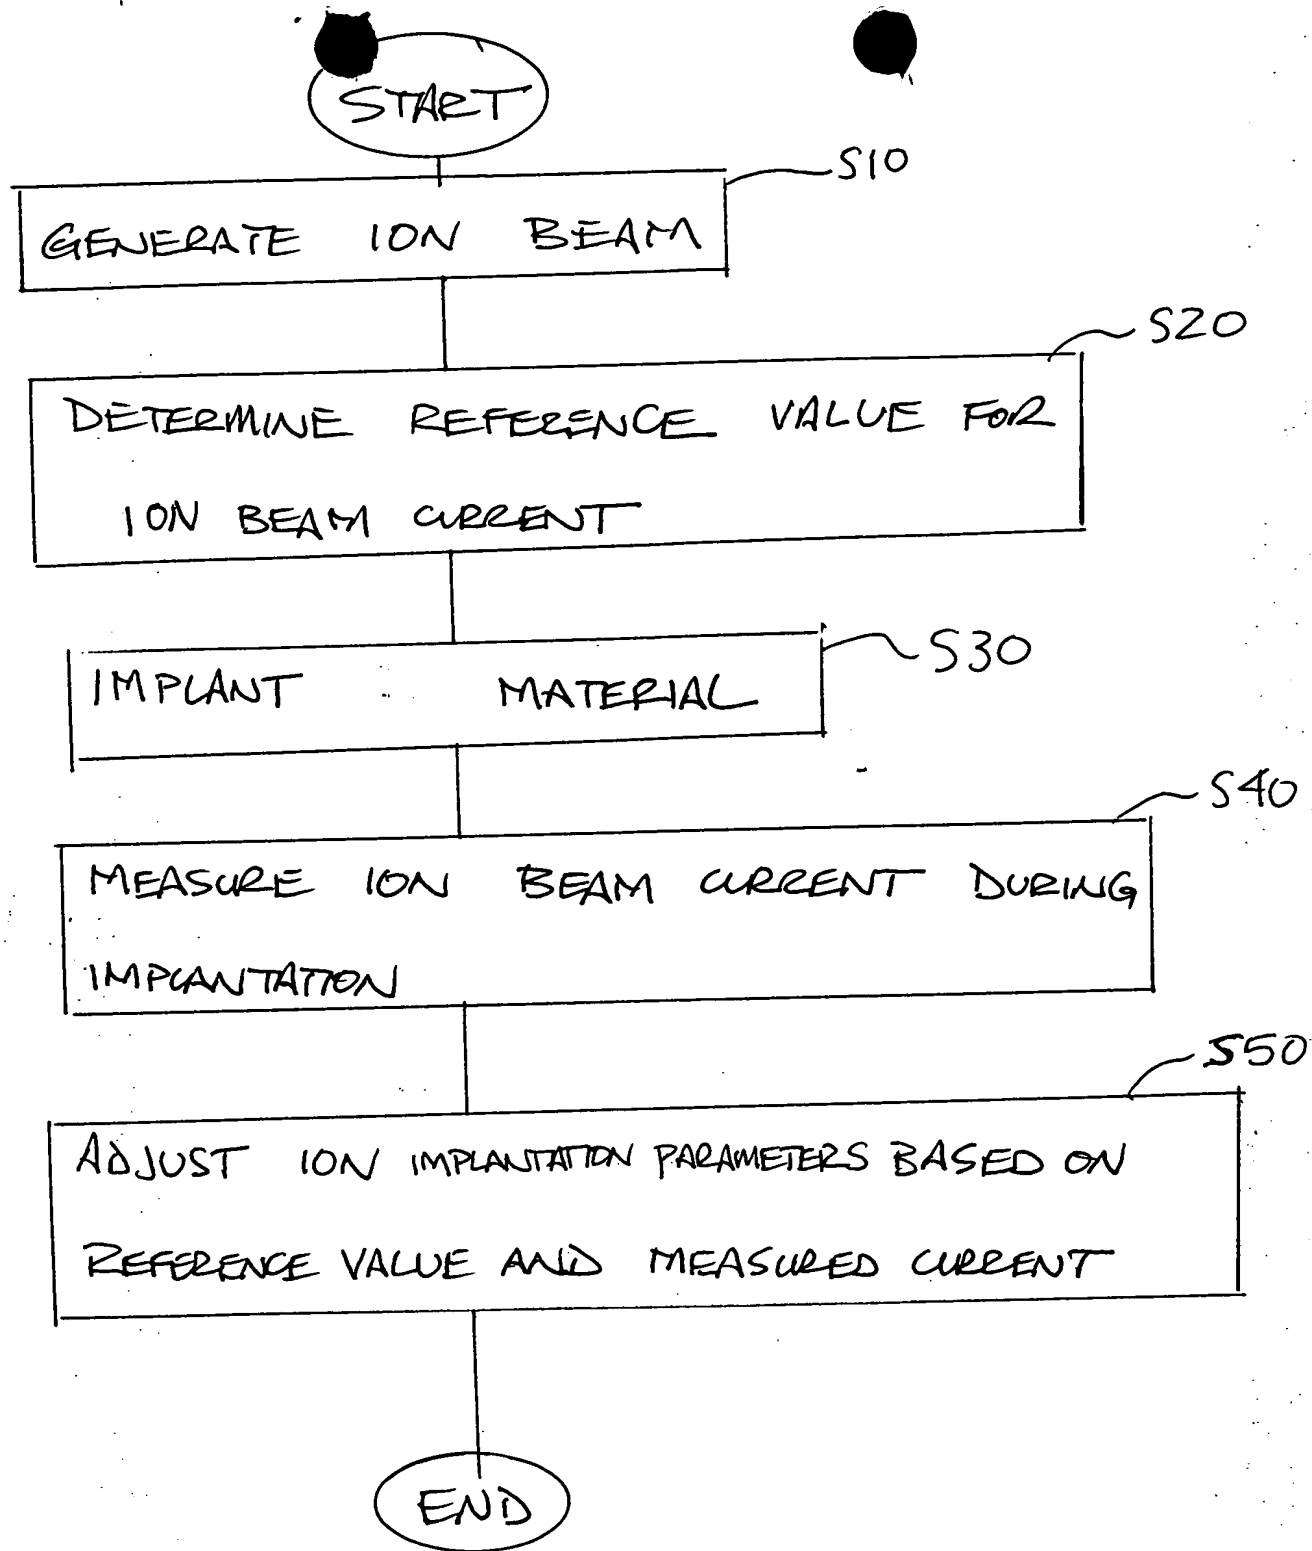 START
S10
GENERATE ION BEAM
S20
DETERMINE REFERENCE VALUE FOR
ION BEAM CURRENT
S30
IMPLANT MATERIAL
S40
MEASURE ION BEAM CURRENT DURING
IMPLANTATION
S50
ADJUST ION IMPLANTATION PARAMETERS BASED ON
REFERENCE VALUE AND MEASURED CURRENT
END